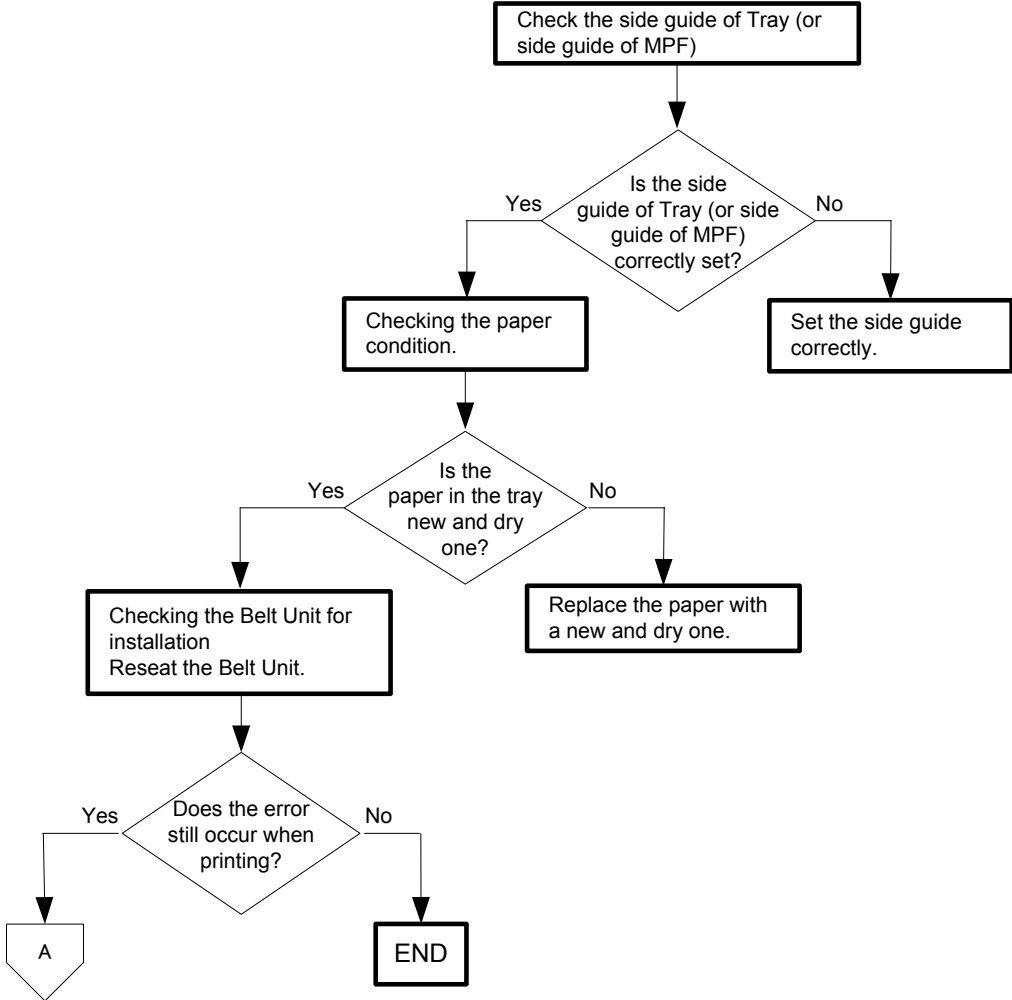 Check the side guide of Tray (or
side guide of MPF)
Is the side
guide of Tray (or side
guide of MPF)
correctly set?
Yes
No
Checking the paper
condition.
Set the side guide
correctly.
Is the
paper in the tray
new and dry
one?
Yes
No
Checking the Belt Unit for
installation
Reseat the Belt Unit.
Replace the paper with
a new and dry one.
Does the error
still occur when
printing?
Yes
No
A
END